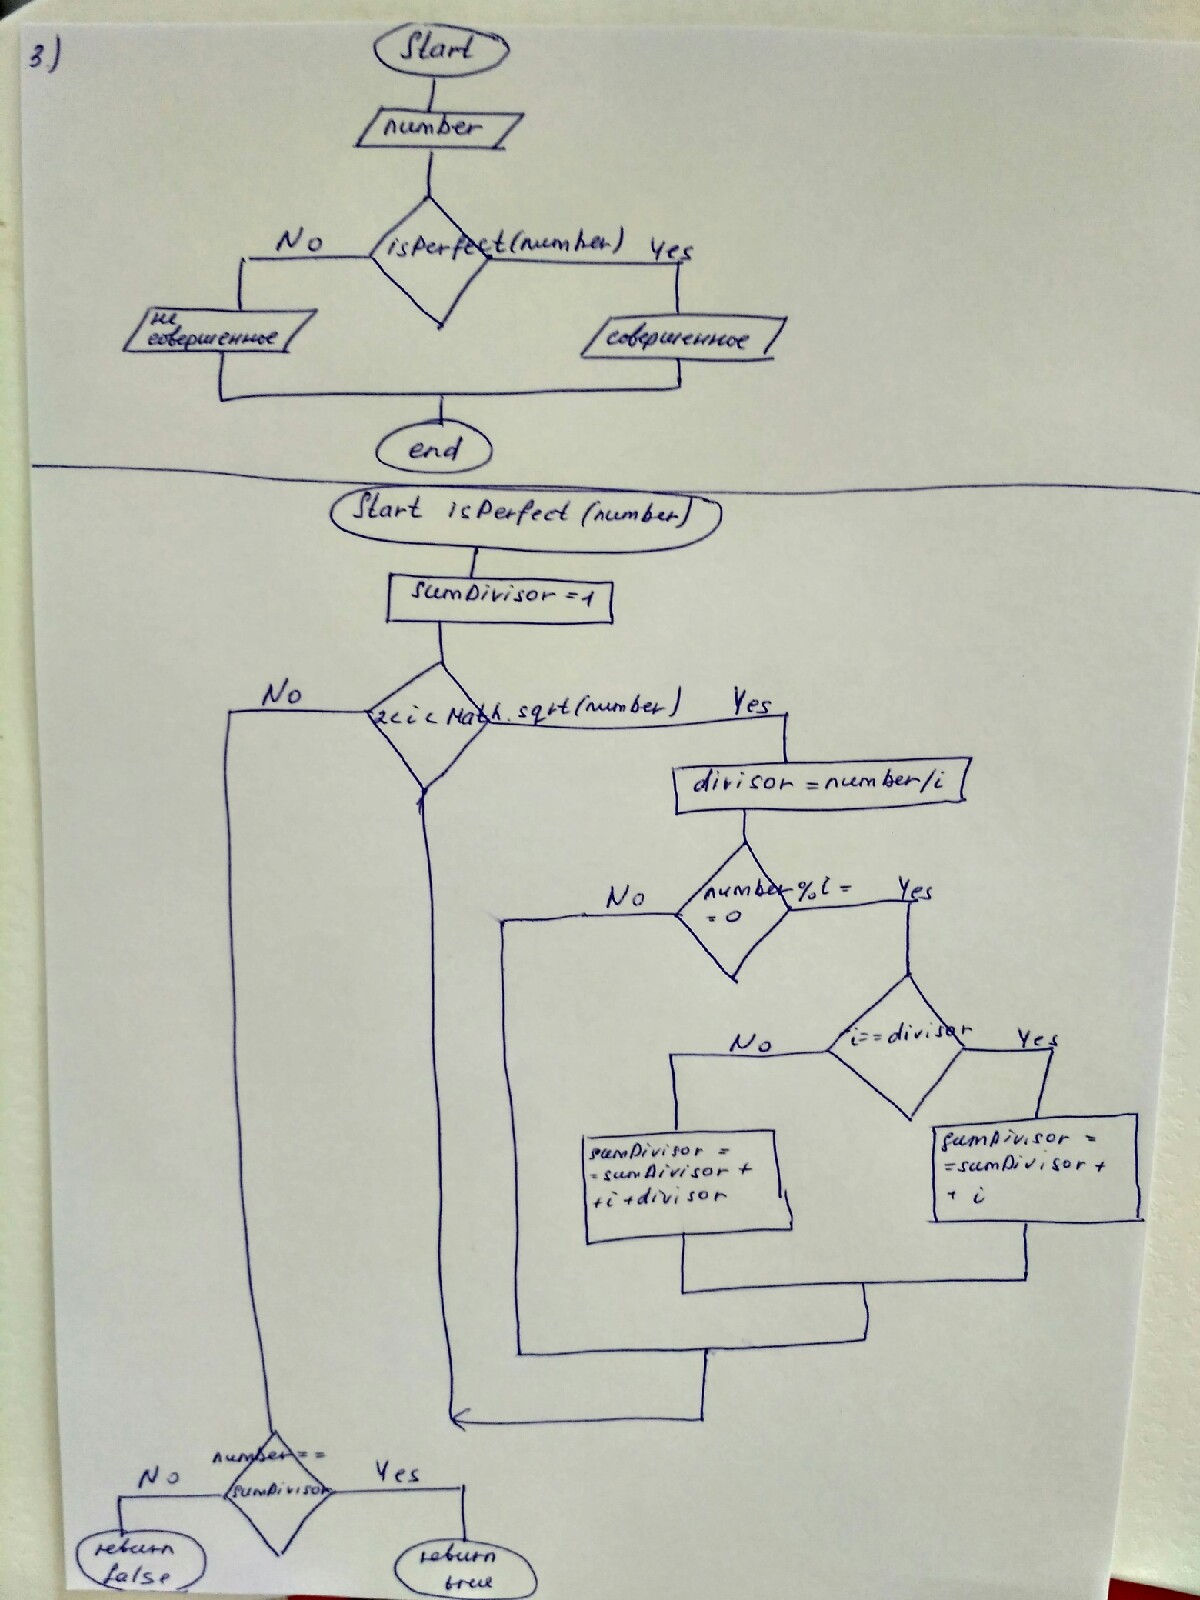 3)
Start
number
No
isPerfect(number)
Yes
не
совершенное
совершенное
end
Start isPerfect (number)
sumDivisor = 1
No
2<i< Math.sqrt(number)
Yes
divisor = number/i
No
number%i =
= 0
Yes
No
i==divisor
Yes
sumDivisor =
= sumDivisor +
+i+divisor
sumDivisor =
=sumDivisor +
+ i
number==
No
sumDivisor
Yes
return
false
return
true